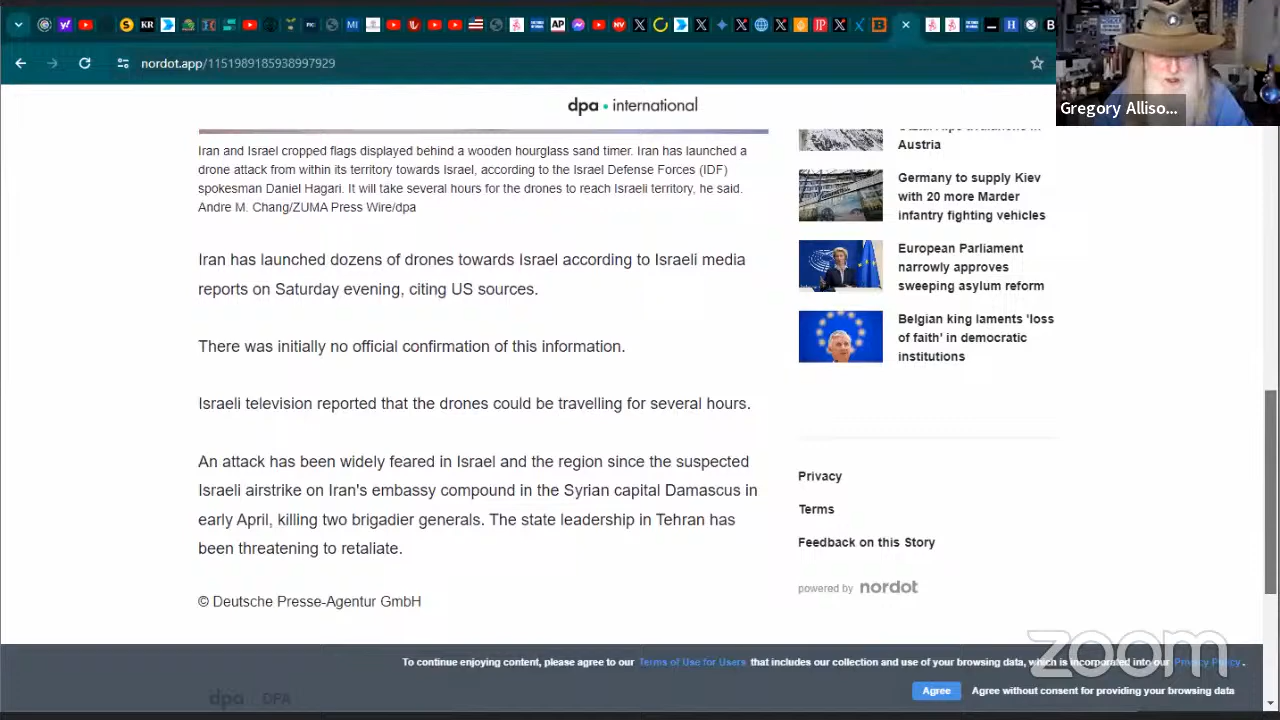 nordot.app/1151989185938997929
Gregory Alliso...
dpa • international
Iran and Israel cropped flags displayed behind a wooden hourglass sand timer. Iran has launched a
drone attack from within its territory towards Israel, according to the Israel Defense Forces (IDF)
spokesman Daniel Hagari. It will take several hours for the drones to reach Israeli territory, he said.
Andre M. Chang/ZUMA Press Wire/dpa
Iran has launched dozens of drones towards Israel according to Israeli media
reports on Saturday evening, citing US sources.
There was initially no official confirmation of this information.
Israeli television reported that the drones could be travelling for several hours.
An attack has been widely feared in Israel and the region since the suspected
Israeli airstrike on Iran's embassy compound in the Syrian capital Damascus in
early April, killing two brigadier generals. The state leadership in Tehran has
been threatening to retaliate.
© Deutsche Presse-Agentur GmbH
Austria
Germany to supply Kiev
with 20 more Marder
infantry fighting vehicles
European Parliament
narrowly approves
sweeping asylum reform
Belgian king laments 'loss
of faith' in democratic
institutions
Privacy
Terms
Feedback on this Story
powered by nordot
zoom
To continue enjoying content, please agree to our Terms of Use for Users that includes our collection and use of your browsing data, which is incorporated into our Privacy Policy.
Agree
Agree without consent for providing your browsing data
dpa DPA